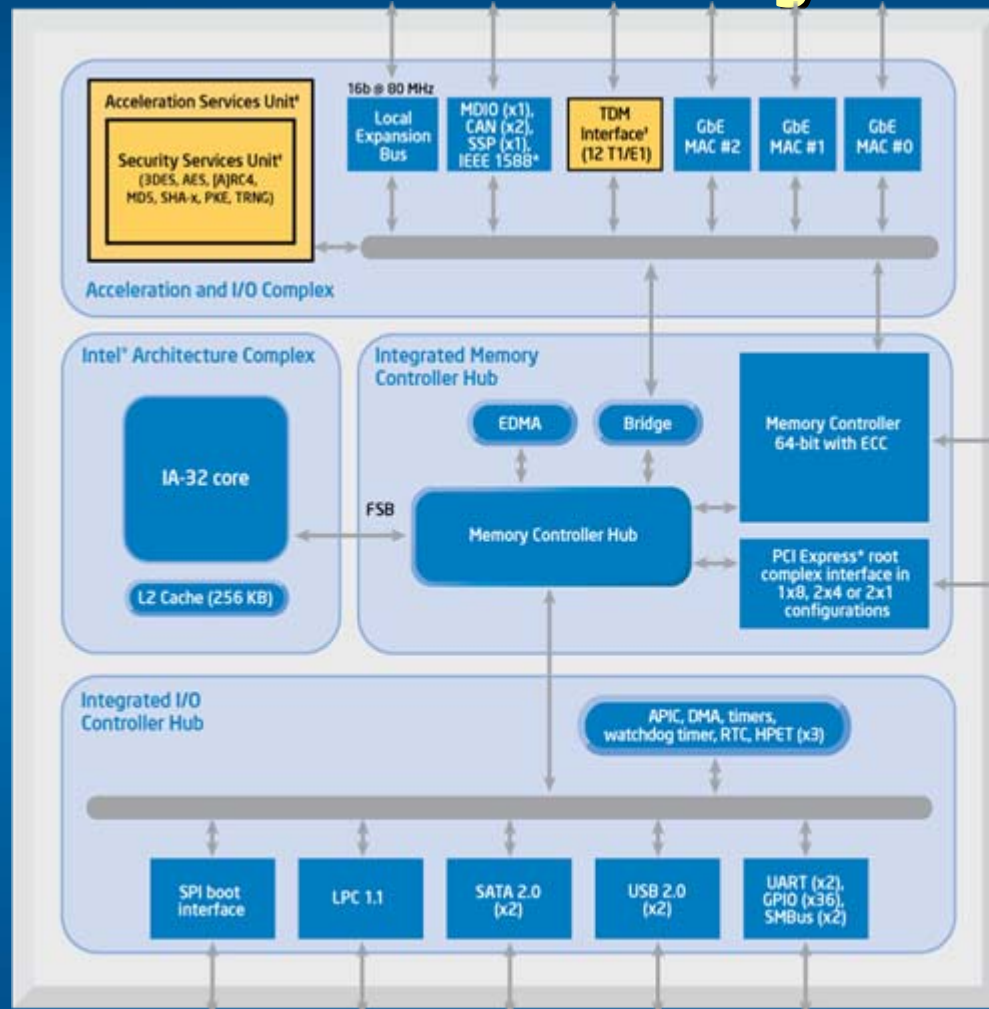 Acceleration Services Unit‡
Security Services Unit‡
(3DES, AES, [A]RC4,
MD5, SHA-x, PKE, TRNG)
16b @ 80 MHz
Local
Expansion
Bus
MDIO (x1),
CAN (x2),
SSP (x1),
IEEE 1588*
TDM
Interface‡
(12 T1/E1)
GbE
MAC #2
GbE
MAC #1
GbE
MAC #0
Acceleration and I/O Complex
Intel® Architecture Complex
IA-32 core
L2 Cache (256 KB)
FSB
Integrated Memory
Controller Hub
EDMA
Bridge
Memory Controller Hub
Memory Controller
64-bit with ECC
PCI Express* root
complex interface in
1x8, 2x4 or 2x1
configurations
Integrated I/O
Controller Hub
APIC, DMA, timers,
watchdog timer, RTC, HPET (x3)
SPI boot
interface
LPC 1.1
SATA 2.0
(x2)
USB 2.0
(x2)
UART (x2),
GPIO (x36),
SMBus (x2)